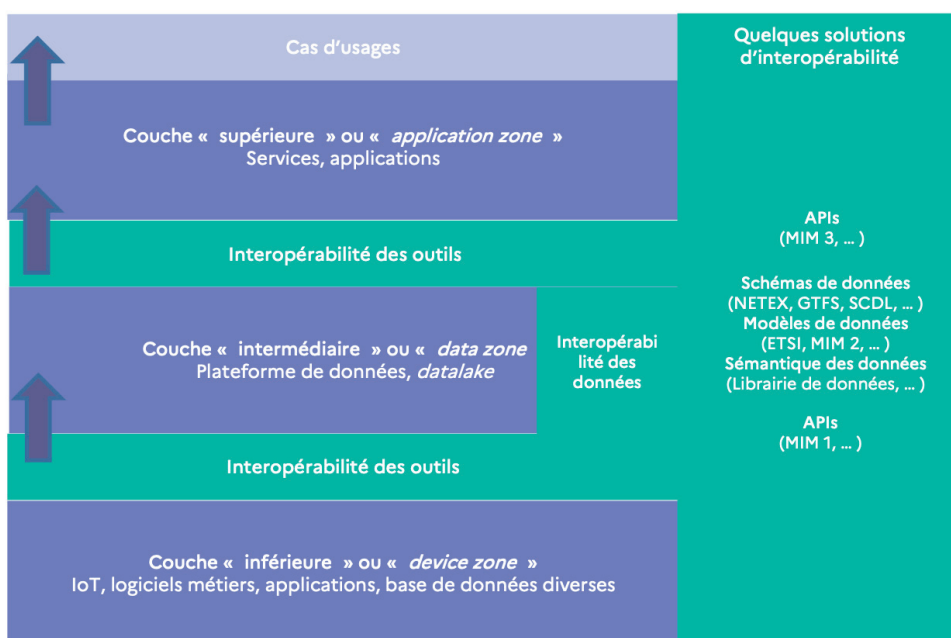 Cas d'usages
Couche «  supérieure  » ou «  application zone  »
Services, applications
Interopérabilité des outils
Couche «  intermédiaire  » ou «  data zone
Plateforme de données, datalake
Interopérabi
lité des
données
Interopérabilité des outils
Couche «  inférieure  » ou «  device zone  »
IoT, logiciels métiers, applications, base de données diverses
Quelques solutions
d'interopérabilité
APIs
(MIM 3, … )
Schémas de données
(NETEX, GTFS, SCDL, … )
Modèles de données
(ETSI, MIM 2, … )
Sémantique des données
(Librairie de données, … )
APIs
(MIM 1, … )